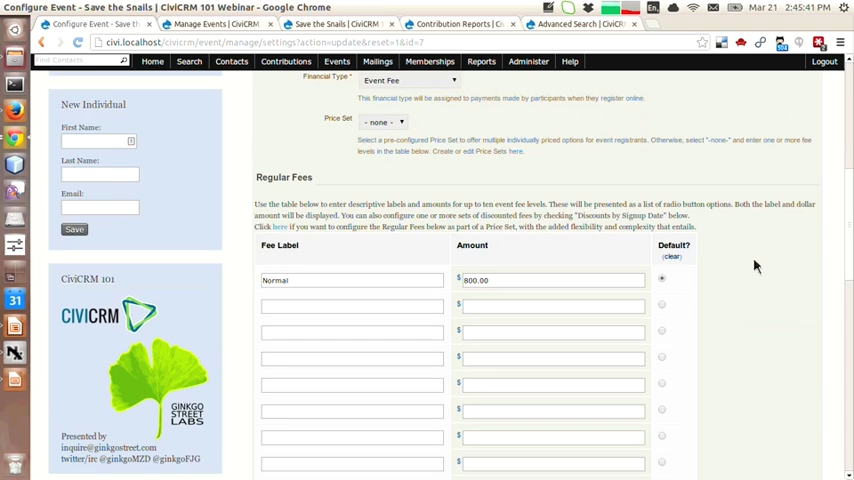 Configure Event - Save the Snails | CiviCRM 101 Webinar - Google Chrome
En
Mar 21 2:45:41 PM
Configure Event - Save the
Manage Events | CiviCRM
Save the Snails | CiviCRM 1
Contribution Reports | Civ
Advanced Search | CiviCR
civi.localhost/civicrm/event/manage/settings?action=update&reset=1&id=7
Find Contacts
Home Search Contacts Contributions Events Mailings Memberships Reports Administer Help Logout
New Individual
First Name:
Last Name:
Email:
Save
CiviCRM 101
CIVICRM
GINKGO
STREET
LABS
Presented by
inquire@ginkgostreet.com
twitter/irc @ginkgoMZD @ginkgoFJG
31
Financial Type * Event Fee
This financial type will be assigned to payments made by participants when they register online.
Price Set - none -
Select a pre-configured Price Set to offer multiple individually priced options for event registrants. Otherwise, select "-none-" and enter one or more fee
levels in the table below. Create or edit Price Sets here.
Regular Fees
Use the table below to enter descriptive labels and amounts for up to ten event fee levels. These will be presented as a list of radio button options. Both the label and dollar
amount will be displayed. You can also configure one or more sets of discounted fees by checking "Discounts by Signup Date" below.
Click here if you want to configure the Regular Fees below as part of a Price Set, with the added flexibility and complexity that entails.
Fee Label Amount Default?
(clear)
Normal $ 800.00
$
$
$
$
$
$
$